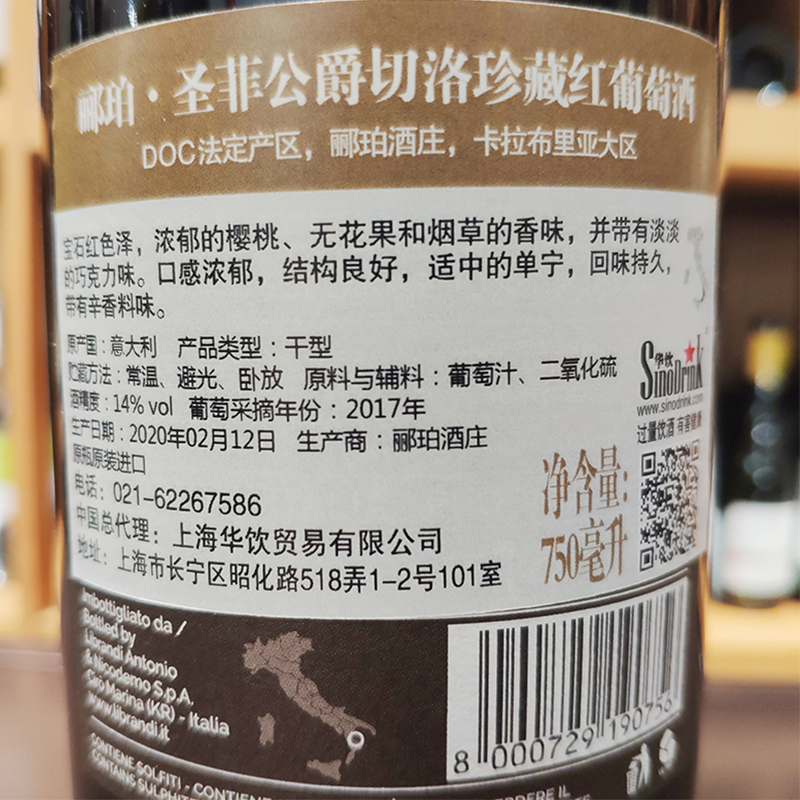 郦珀·圣菲公爵切洛珍藏红葡萄酒
DOC法定产区，郦珀酒庄，卡拉布里亚大区
宝石红色泽，浓郁的樱桃、无花果和烟草的香味，并带有淡淡
的巧克力味。口感浓郁，结构良好，适中的单宁，回味持久，
带有辛香料味。
原产国：意大利 产品类型：干型
贮藏方法：常温、避光、卧放 原料与辅料：葡萄汁、二氧化硫
酒精度：14% vol 葡萄采摘年份：2017年
生产日期：2020年02月12日 生产商：郦珀酒庄
原瓶原装进口
电话：021-62267586
中国总代理：上海华饮贸易有限公司
地址：上海市长宁区昭化路518弄1-2号101室
华饮
SinoDrink
www.sinodrink.com
过量饮酒 有害健康
净含量:
750毫升
Imbottigliato da /
Bottled by
Librandi Antonio
& Nicodemo S.p.A.
Cirò Marina (KR) - Italia
www.librandi.it
8 000729 190756
CONTIENE SOLFITI - CONTIENE
CONTAINS SULPHITE